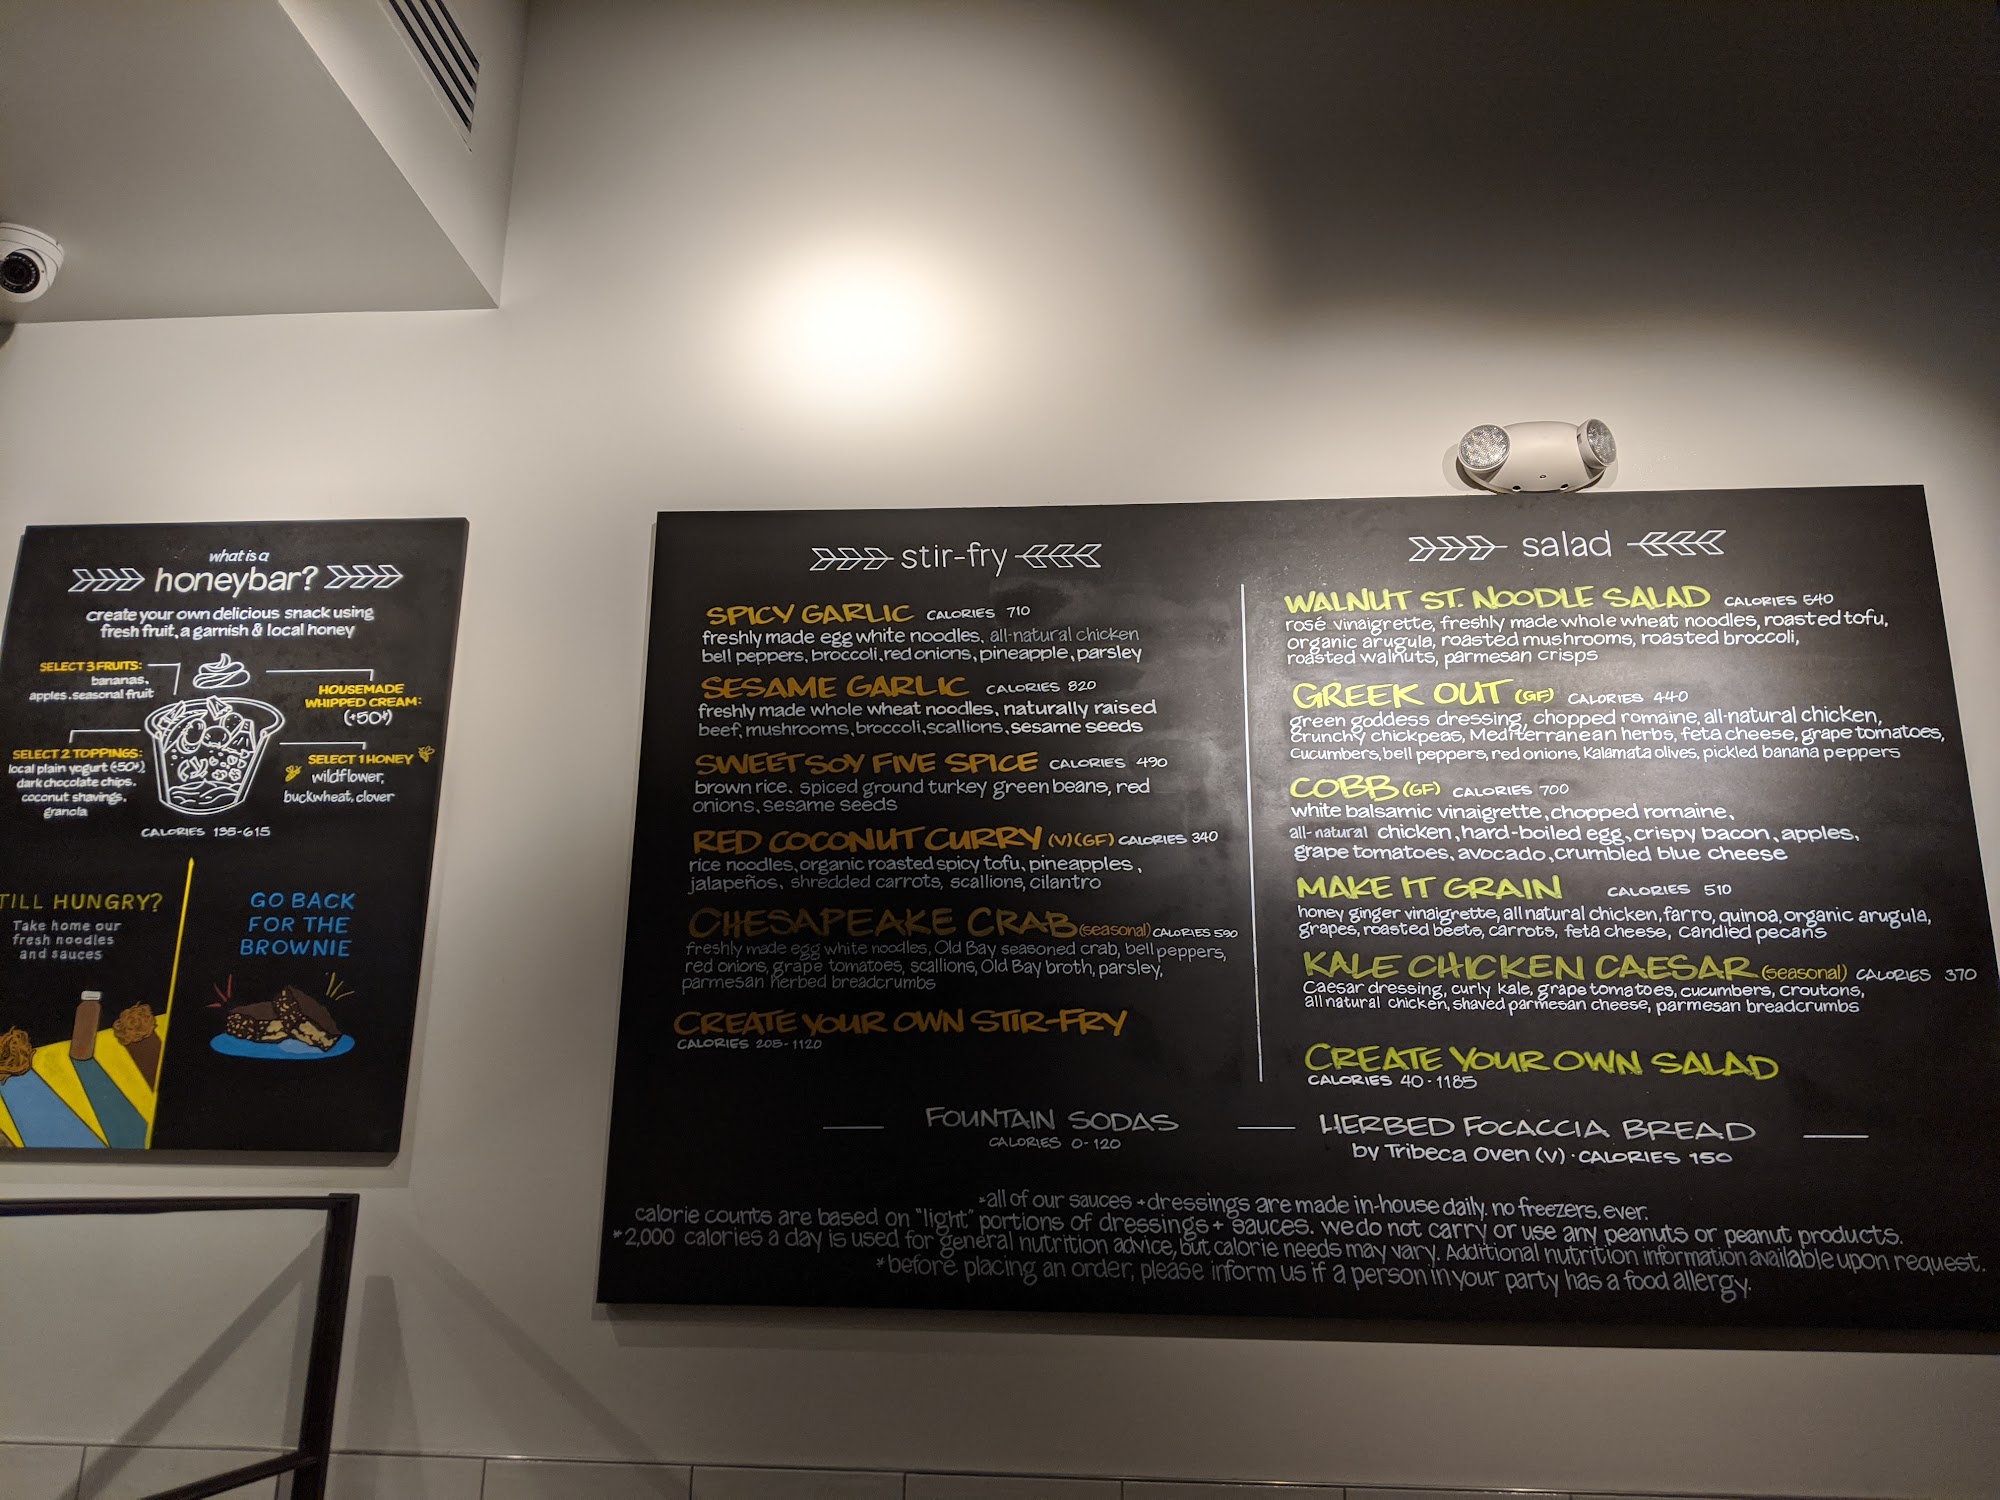 what is a
honeybar?
create your own delicious snack using
fresh fruit, a garnish & local honey
SELECT 3 FRUITS:
bananas,
apples, seasonal fruit
HOUSEMADE
WHIPPED CREAM:
(+50¢)
SELECT 2 TOPPINGS:
local plain yogurt (+50¢),
dark chocolate chips,
coconut shavings,
granola
SELECT 1 HONEY
wildflower,
buckwheat, clover
CALORIES 135-615
TILL HUNGRY?
Take home our
fresh noodles
and sauces
GO BACK
FOR THE
BROWNIE
stir-fry
SPICY GARLIC CALORIES 710
freshly made egg white noodles, all-natural chicken
bell peppers, broccoli, red onions, pineapple, parsley
SESAME GARLIC CALORIES 820
freshly made whole wheat noodles, naturally raised
beef, mushrooms, broccoli, scallions, sesame seeds
SWEET SOY FIVE SPICE CALORIES 490
brown rice, spiced ground turkey green beans, red
onions, sesame seeds
RED COCONUT CURRY (V)(GF) CALORIES 340
rice noodles, organic roasted spicy tofu, pineapples,
jalapeños, shredded carrots, scallions, cilantro
CHESAPEAKE CRAB (seasonal) CALORIES 590
freshly made egg white noodles, Old Bay seasoned crab, bell peppers,
red onions, grape tomatoes, scallions, Old Bay broth, parsley,
parmesan herbed breadcrumbs
CREATE YOUR OWN STIR-FRY
CALORIES 205-1120
salad
WALNUT ST. NOODLE SALAD CALORIES 540
rosé vinaigrette, freshly made whole wheat noodles, roasted tofu,
organic arugula, roasted mushrooms, roasted broccoli,
roasted walnuts, parmesan crisps
GREEK OUT (GF) CALORIES 440
green goddess dressing, chopped romaine, all-natural chicken,
crunchy chickpeas, Mediterranean herbs, feta cheese, grape tomatoes,
cucumbers, bell peppers, red onions, Kalamata olives, pickled banana peppers
COBB (GF) CALORIES 700
white balsamic vinaigrette, chopped romaine,
all-natural chicken, hard-boiled egg, crispy bacon, apples,
grape tomatoes, avocado, crumbled blue cheese
MAKE IT GRAIN CALORIES 510
honey ginger vinaigrette, all natural chicken, farro, quinoa, organic arugula,
grapes, roasted beets, carrots, feta cheese, candied pecans
KALE CHICKEN CAESAR (seasonal) CALORIES 370
Caesar dressing, curly kale, grape tomatoes, cucumbers, croutons,
all natural chicken, shaved parmesan cheese, parmesan breadcrumbs
CREATE YOUR OWN SALAD
CALORIES 40-1185
FOUNTAIN SODAS
CALORIES 0-120
HERBED FOCACCIA BREAD
by Tribeca Oven (V) · CALORIES 150
*all of our sauces + dressings are made in-house daily. no freezers. ever.
calorie counts are based on "light" portions of dressings + sauces. we do not carry or use any peanuts or peanut products.
*2,000 calories a day is used for general nutrition advice, but calorie needs may vary. Additional nutrition information available upon request.
*before placing an order, please inform us if a person in your party has a food allergy.